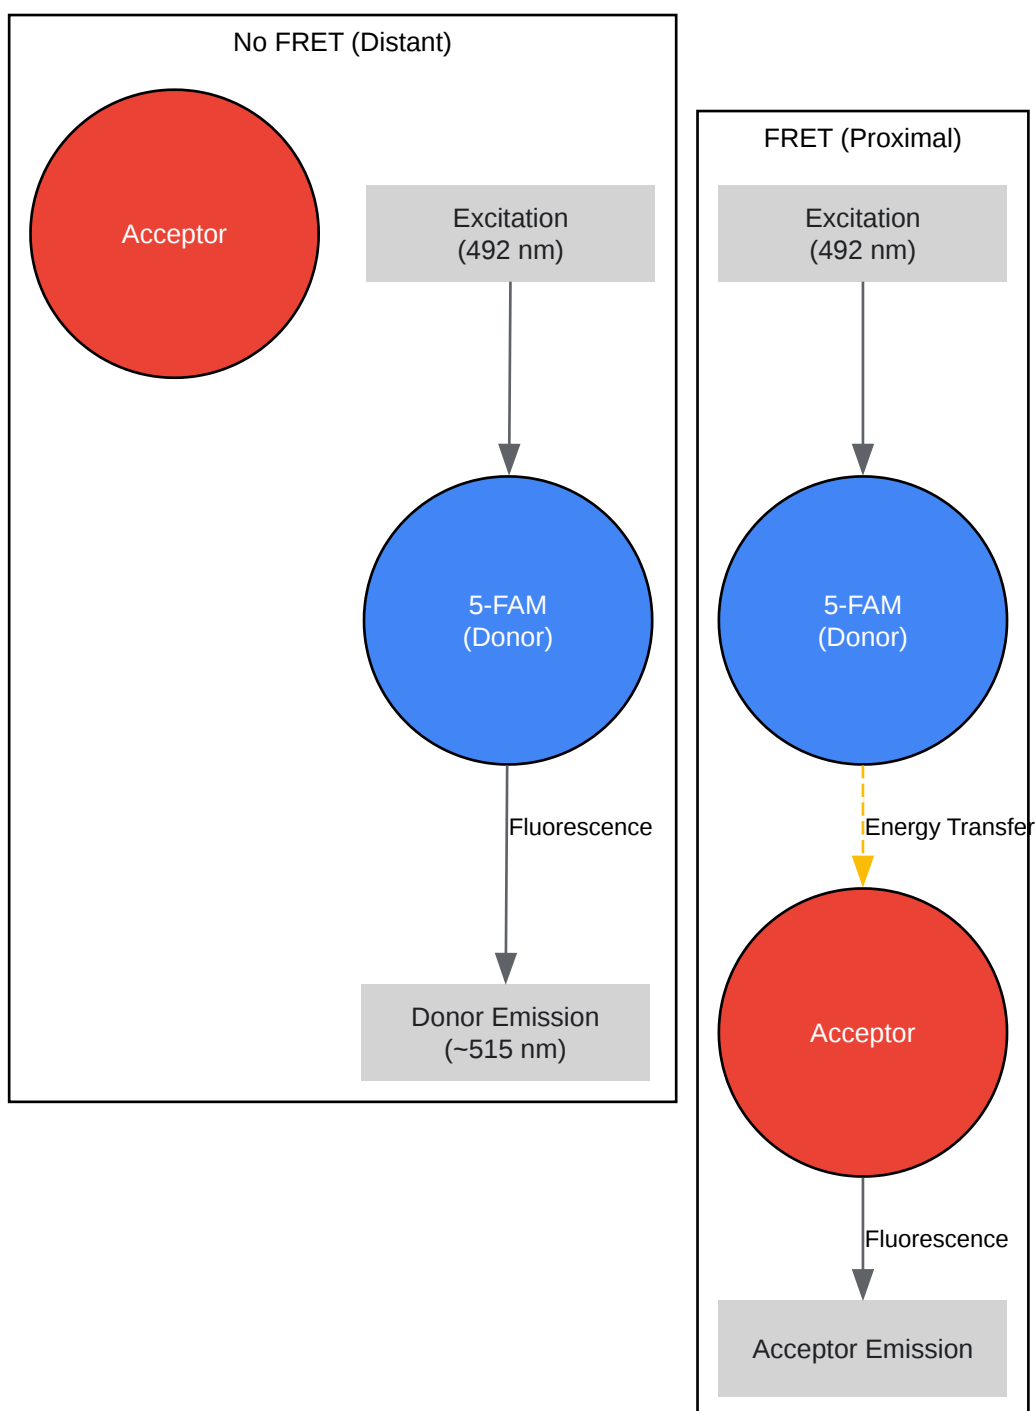 No FRET (Distant)
Acceptor
Excitation
(492 nm)
5-FAM
(Donor)
Fluorescence
Donor Emission
(~515 nm)
FRET (Proximal)
Excitation
(492 nm)
5-FAM
(Donor)
Energy Transfer
Acceptor
Fluorescence
Acceptor Emission